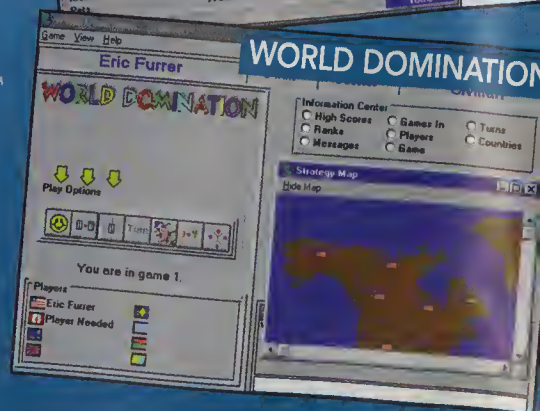 Game View Help
Eric Furrer
WORLD DOMINATION
WORLD DOMINATION
Information Center
High Scores
Ranks
Messages
Games In
Players
Game
Turns
Countries
Strategy Map
Hide Map
Play Options
Turn
You are in game 1.
Players
Eric Furrer
Player Needed